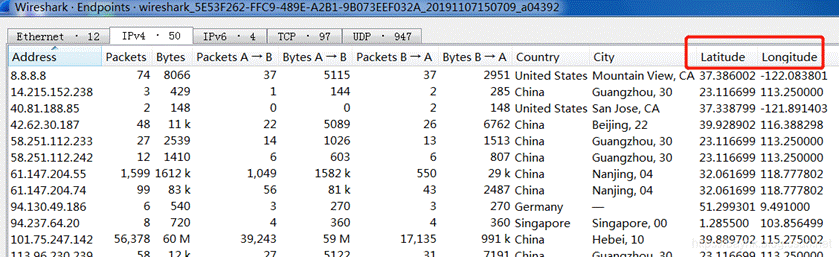 Wireshark · Endpoints · wireshark_5E53F262-FFC9-489E-A2B1-9B073EEF032A_20191107150709_a04392
Ethernet · 12 IPv4 · 50 IPv6 · 4 TCP · 97 UDP · 947
Address Packets Bytes Packets A → B Bytes A → B Packets B → A Bytes B → A Country City Latitude Longitude
8.8.8.8 74 8066 37 5115 37 2951 United States Mountain View, CA 37.386002 -122.083801
14.215.152.238 3 429 1 144 2 285 China Guangzhou, 30 23.116699 113.250000
40.81.188.85 2 148 0 0 2 148 United States San Jose, CA 37.338799 -121.891403
42.62.30.187 48 11 k 22 5089 26 6762 China Beijing, 22 39.928902 116.388298
58.251.112.233 27 2539 14 1026 13 1513 China Guangzhou, 30 23.116699 113.250000
58.251.112.242 12 1410 6 603 6 807 China Guangzhou, 30 23.116699 113.250000
61.147.204.55 1,599 1612 k 1,049 1582 k 550 29 k China Nanjing, 04 32.061699 118.777802
61.147.204.74 99 83 k 56 81 k 43 2487 China Nanjing, 04 32.061699 118.777802
94.130.49.186 6 540 3 270 3 270 Germany — 51.299301 9.491000
94.237.64.20 8 720 4 360 4 360 Singapore Singapore, 00 1.285500 103.856499
101.75.247.142 56,378 60 M 39,243 59 M 17,135 991 k China Hebei, 10 39.889702 115.275002
113.96.230.239 58 12 k 27 5122 31 7191 China Guangzhou, 30 23.116699 113.250000